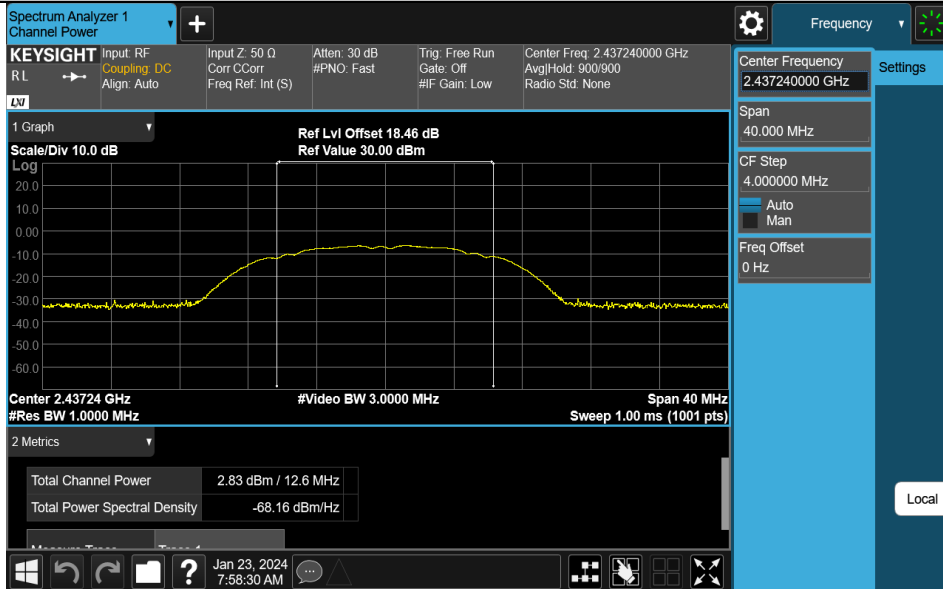 Spectrum Analyzer 1
Channel Power
+
Frequency
KEYSIGHT
RL
LXI
Input: RF
Coupling: DC
Align: Auto
Input Z: 50 Ω
Corr CCorr
Freq Ref: Int (S)
Atten: 30 dB
#PNO: Fast
Trig: Free Run
Gate: Off
#IF Gain: Low
Center Freq: 2.437240000 GHz
Avg|Hold: 900/900
Radio Std: None
Center Frequency
2.437240000 GHz
Settings
Span
40.000 MHz
CF Step
4.000000 MHz
Auto
Man
Freq Offset
0 Hz
Local
1 Graph
Scale/Div 10.0 dB
Ref Lvl Offset 18.46 dB
Ref Value 30.00 dBm
Log
20.0
10.0
0.00
-10.0
-20.0
-30.0
-40.0
-50.0
-60.0
Center 2.43724 GHz
#Video BW 3.0000 MHz
Span 40 MHz
#Res BW 1.0000 MHz
Sweep 1.00 ms (1001 pts)
2 Metrics
Total Channel Power 2.83 dBm / 12.6 MHz
Total Power Spectral Density -68.16 dBm/Hz
Measure Trace Trace 1
?
Jan 23, 2024
7:58:30 AM